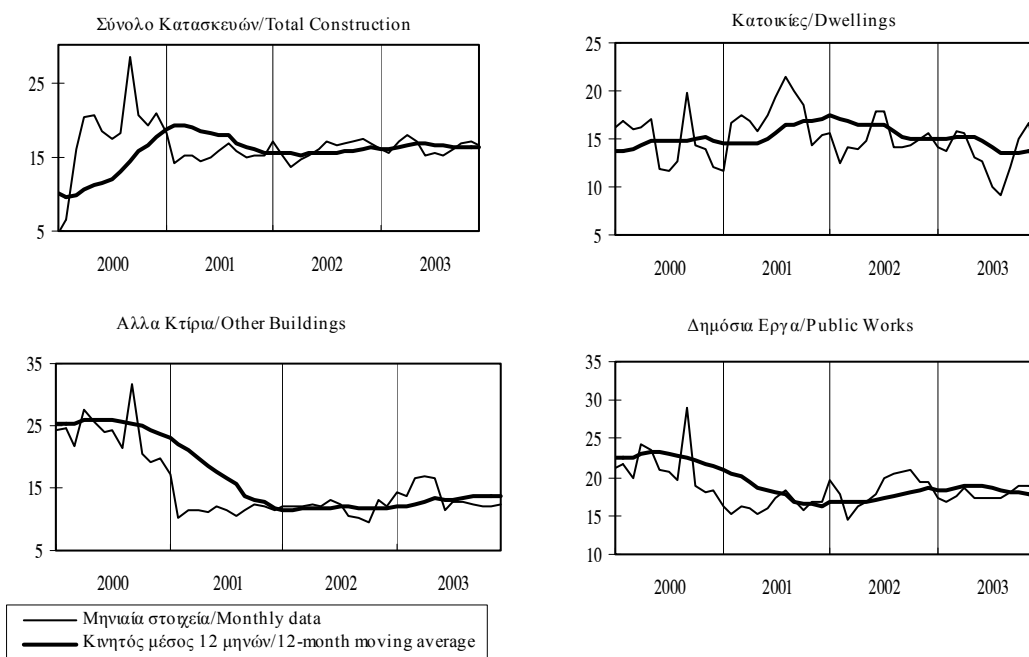 Σύνολο Κατασκευών/Total Construction
25
15
5
2000 2001 2002 2003
Κατοικίες/Dwellings
25
20
15
10
5
2000 2001 2002 2003
Αλλα Κτίρια/Other Buildings
35
25
15
5
2000 2001 2002 2003
Δημόσια Εργα/Public Works
35
30
25
20
15
10
2000 2001 2002 2003
Μηνιαία στοιχεία/Monthly data
Κινητός μέσος 12 μηνών/12-month moving average